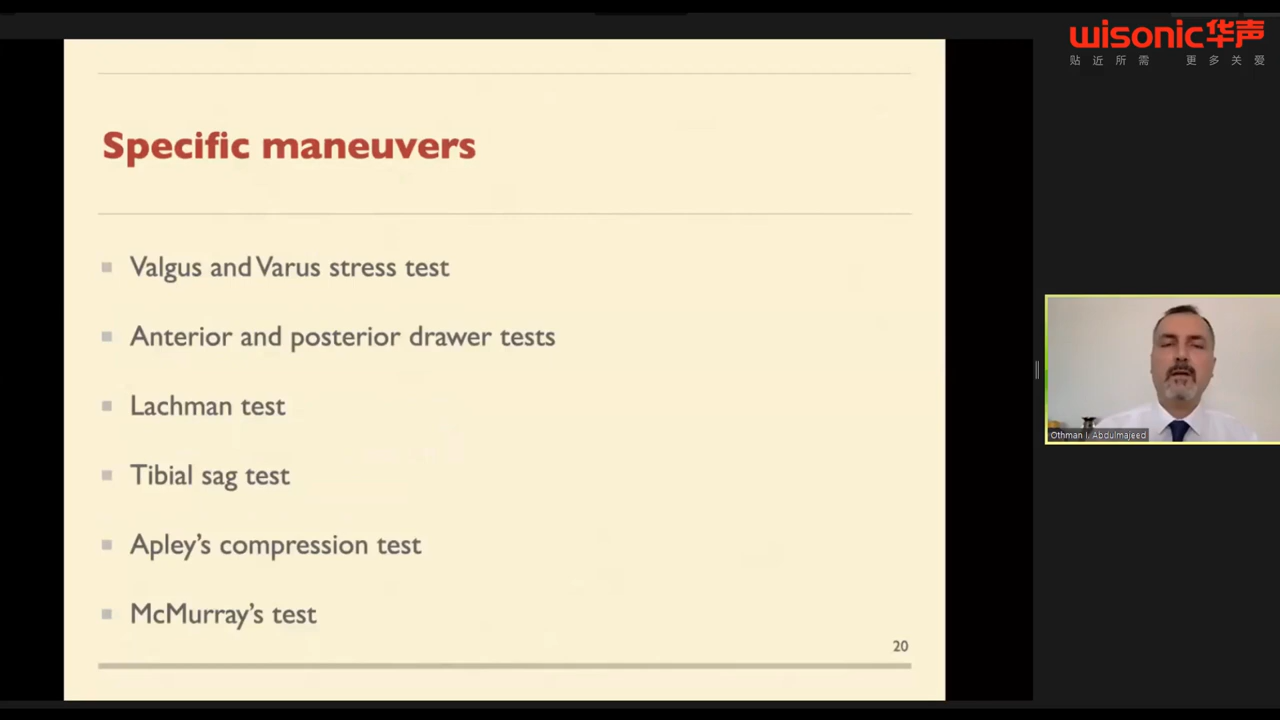 wisonic华声
贴近所需 更多关爱
Specific maneuvers
Valgus and Varus stress test
Anterior and posterior drawer tests
Lachman test
Tibial sag test
Apley’s compression test
McMurray’s test
20
Othman I. Abdulmajeed